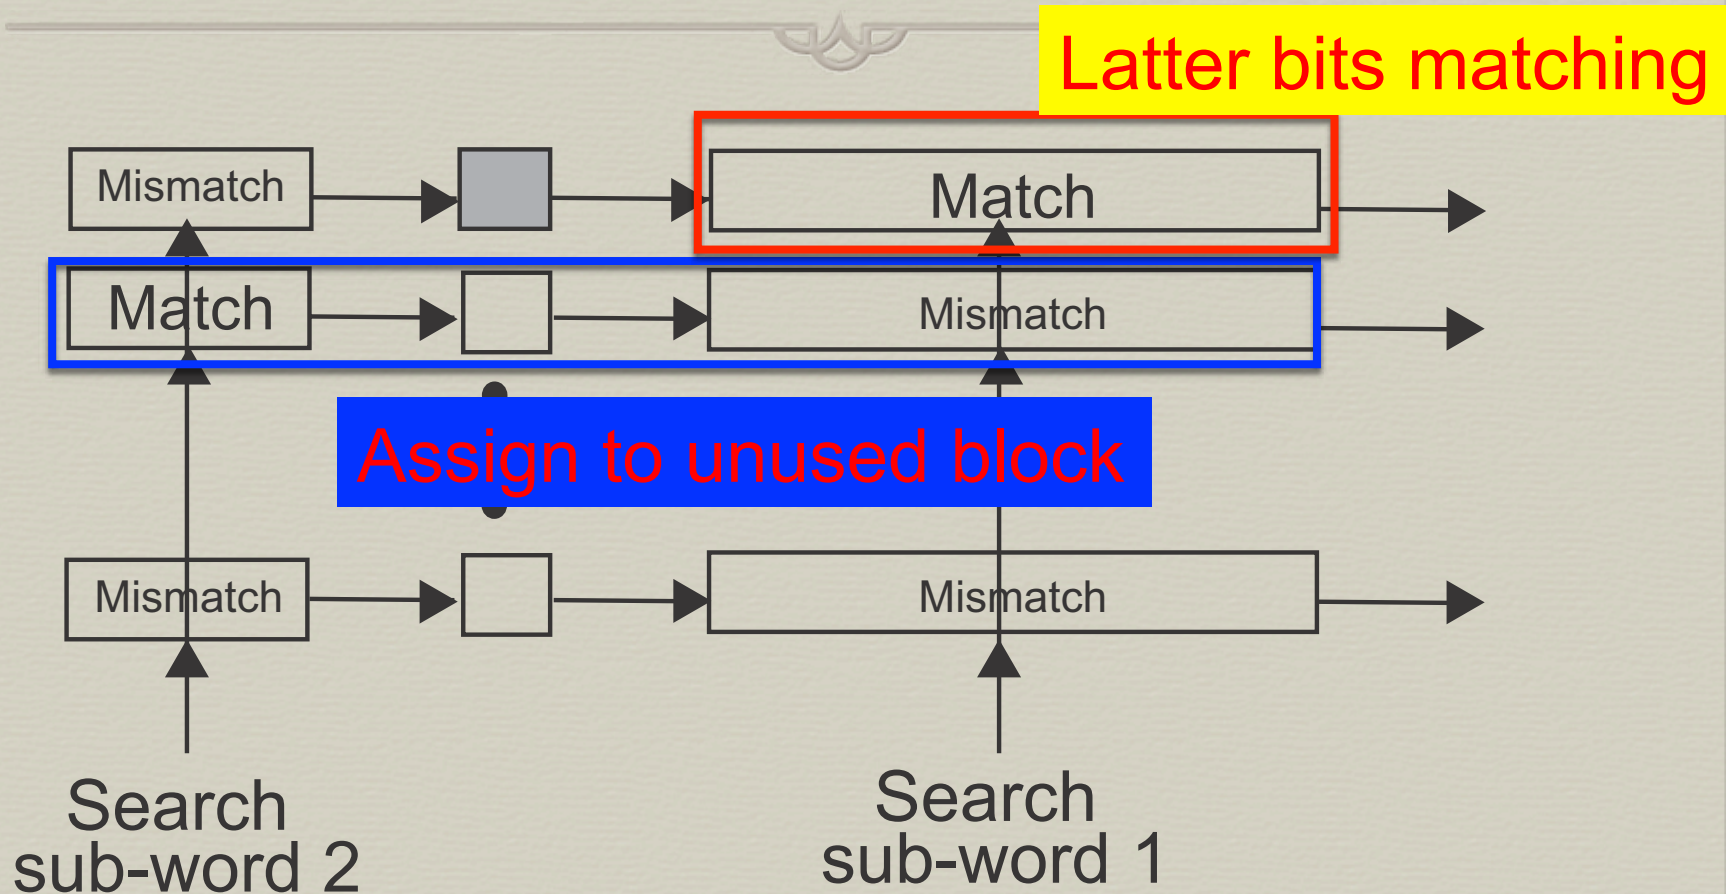 Latter bits matching
Mismatch
Match
Match
Mismatch
Assign to unused block
Mismatch
Mismatch
Search
sub-word 2
Search
sub-word 1